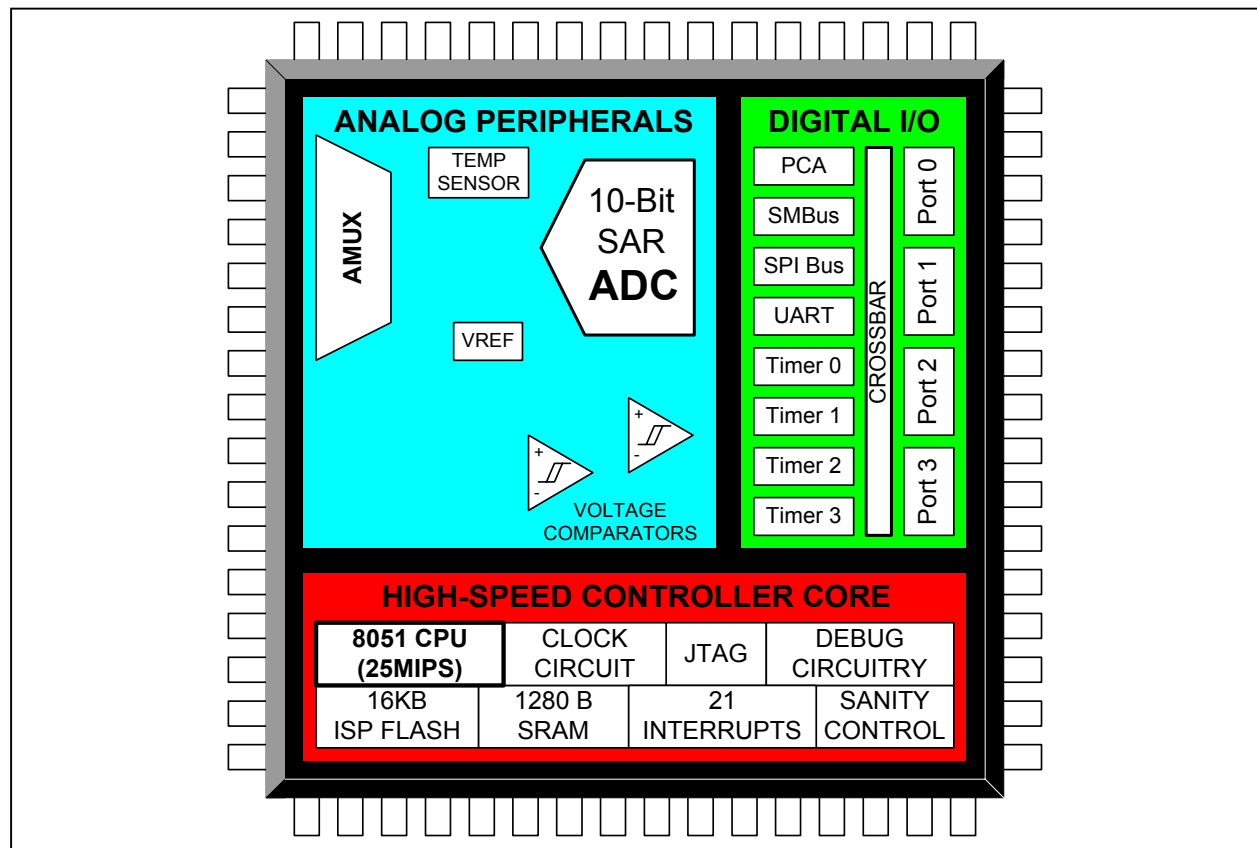 ANALOG PERIPHERALS
AMUX
TEMP
SENSOR
10-Bit
SAR
ADC
VREF
+
-
+
-
VOLTAGE
COMPARATORS
DIGITAL I/O
PCA
SMBus
SPI Bus
UART
Timer 0
Timer 1
Timer 2
Timer 3
CROSSBAR
Port 0
Port 1
Port 2
Port 3
HIGH-SPEED CONTROLLER CORE
8051 CPU
(25MIPS)
CLOCK
CIRCUIT
JTAG
DEBUG
CIRCUITRY
16KB
ISP FLASH
1280 B
SRAM
21
INTERRUPTS
SANITY
CONTROL